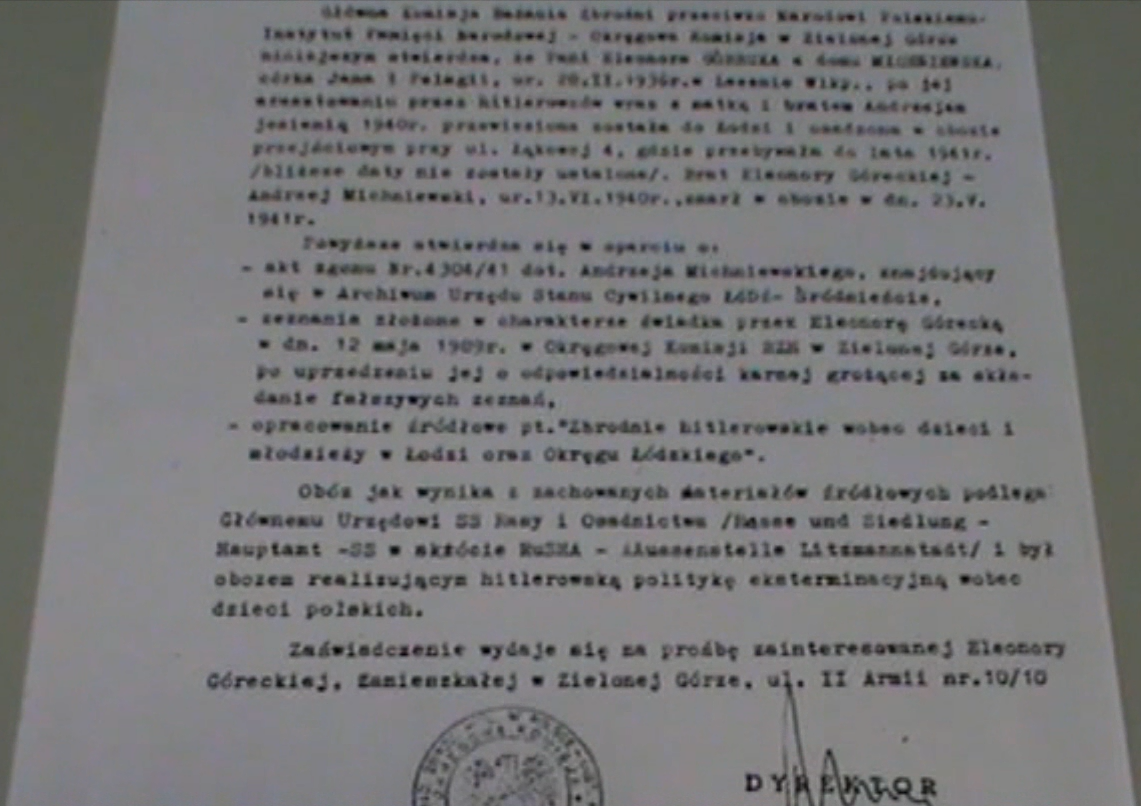 Główna Komisja Badania Zbrodni przeciwko Narodowi Polskiemu-
Instytut Pamięci Narodowej - Okręgowa Komisja w Zielonej Górze
niniejszym stwierdza, że Pani Eleonora GÓRECKA z domu MICHNIEWSKA,
córka Jana i Pelagii, ur. 28.II.1936r.w Lesznie Wlkp., po jej
aresztowaniu przez hitlerowców wraz z matką i bratem Andrzejem
jesienią 1940r. przewieziona została do Łodzi i osadzona w obozie
przejściowym przy ul. Łąkowej 4, gdzie przebywała do lata 1941r.
/bliższe daty nie zostały ustalone/. Brat Eleonory Góreckiej -
Andrzej Michniewski, ur.13.VI.1940r.,zmarł w obozie w dn. 23.V.
1941r.
Powyższe stwierdza się w oparciu o:
- akt zgonu Nr.4304/41 dot. Andrzeja Michniewskiego, znajdujący
się w Archiwum Urzędu Stanu Cywilnego Łódź- Śródmieście,
- zeznania złożone w charakterze świadka przez Eleonorę Górecką
w dn. 12 maja 1989r. w Okręgowej Komisji BZH w Zielonej Górze,
po uprzedzeniu jej o odpowiedzialności karnej grożącej za skła-
danie fałszywych zeznań,
- opracowanie źródłowe pt."Zbrodnie hitlerowskie wobec dzieci i
młodzieży w Łodzi oraz Okręgu Łódzkiego".
Obóz jak wynika z zachowanych materiałów źródłowych podlega
Głównemu Urzędowi SS Rasy i Osadnictwa /Rasse und Siedlung -
Hauptamt -SS w skrócie RuSHA - Aussenstelle Litzmannstadt/ i był
obozem realizującym hitlerowską politykę eksterminacyjną wobec
dzieci polskich.
Zaświadczenie wydaje się na prośbę zainteresowanej Eleonory
Góreckiej, Zamieszkałej w Zielonej Górze, ul. II Armii nr.10/10
DYREKTOR